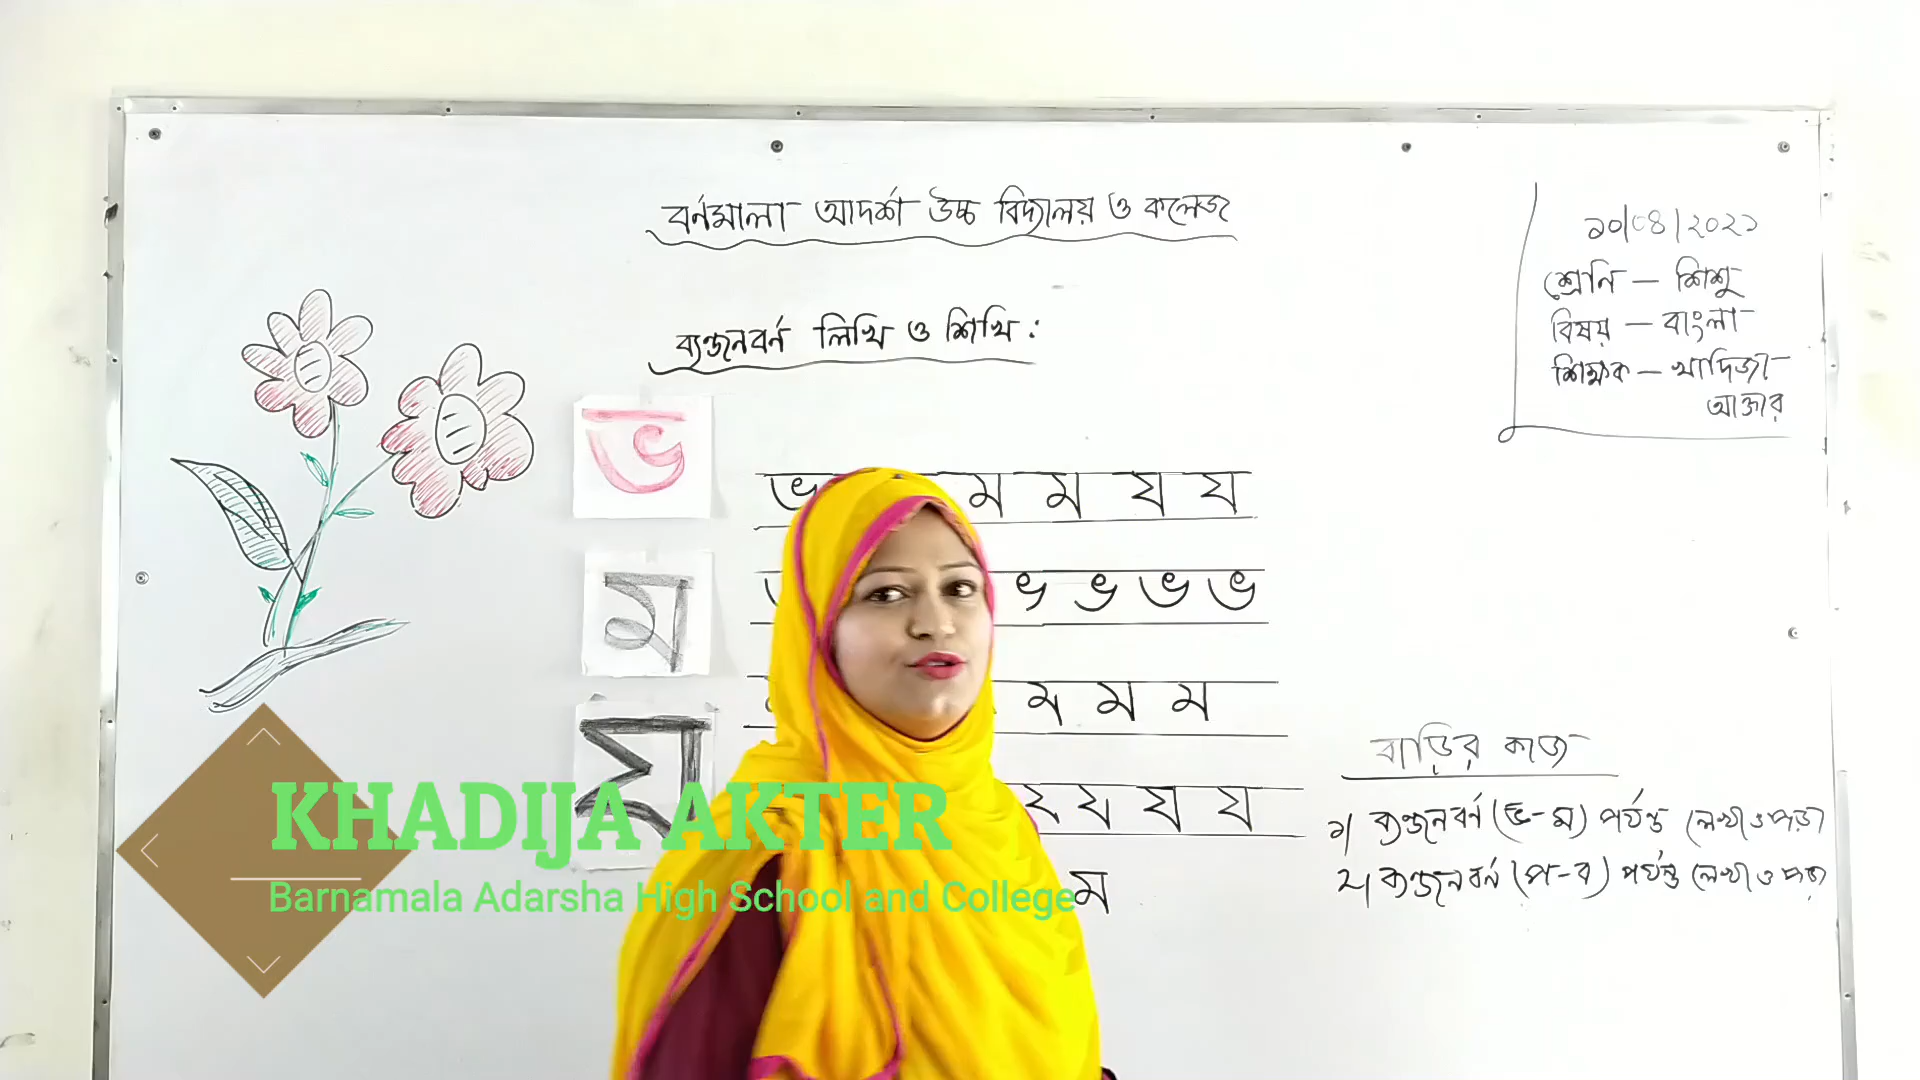 বর্নমালা আদর্শ উচ্চ বিদ্যালয় ও কলেজ
১০/০৪/২০২১
শ্রেনি – শিশু
বিষয় – বাংলা
শিক্ষক – খাদিজা
আক্তার
ব্যঞ্জনবর্ন লিখি ও শিখি :
ভ
ম
য
ভ ম ম য য
ভ ভ ভ ভ
ম ম ম
য য য
ম
বাড়ির কাজ
১। ব্যঞ্জনবর্ন (ঙ-ম) পর্যন্ত লেখা ও পড়া
২। ব্যঞ্জনবর্ন (প-ব) পর্যন্ত লেখা ও পড়া
KHADIJA AKTER
Barnamala Adarsha High School and College